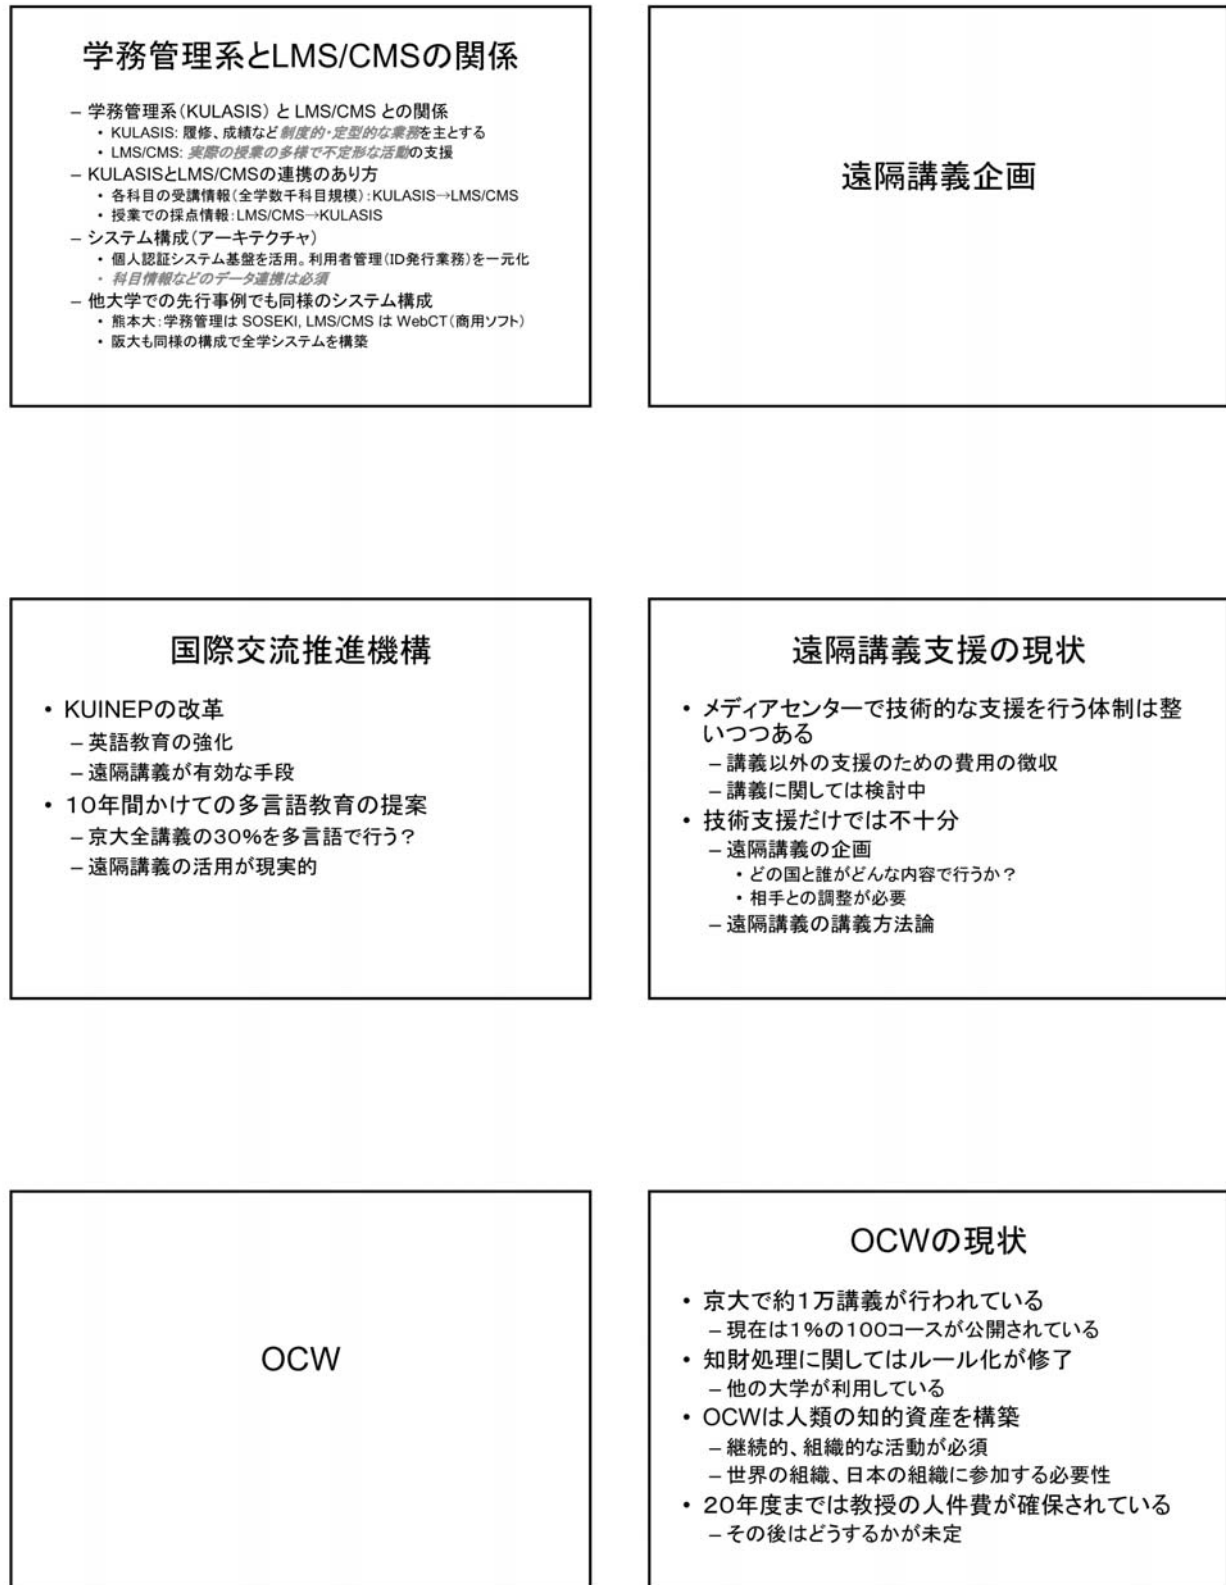 学務管理系とLMS/CMSの関係
– 学務管理系(KULASIS) と LMS/CMS との関係
• KULASIS: 履修、成績など制度的・定型的な業務を主とする
• LMS/CMS: 実際の授業の多様で不定形な活動の支援
– KULASISとLMS/CMSの連携のあり方
• 各科目の受講情報(全学数千科目規模):KULASIS→LMS/CMS
• 授業での採点情報:LMS/CMS→KULASIS
– システム構成(アーキテクチャ)
• 個人認証システム基盤を活用。利用者管理(ID発行業務)を一元化
• 科目情報などのデータ連携は必須
– 他大学での先行事例でも同様のシステム構成
• 熊本大:学務管理は SOSEKI, LMS/CMS は WebCT(商用ソフト)
• 阪大も同様の構成で全学システムを構築
遠隔講義企画
国際交流推進機構
• KUINEPの改革
– 英語教育の強化
– 遠隔講義が有効な手段
• 10年間かけての多言語教育の提案
– 京大全講義の30%を多言語で行う?
– 遠隔講義の活用が現実的
遠隔講義支援の現状
• メディアセンターで技術的な支援を行う体制は整
いつつある
– 講義以外の支援のための費用の徴収
– 講義に関しては検討中
• 技術支援だけでは不十分
– 遠隔講義の企画
• どの国と誰がどんな内容で行うか?
• 相手との調整が必要
– 遠隔講義の講義方法論
OCW
OCWの現状
• 京大で約1万講義が行われている
– 現在は1%の100コースが公開されている
• 知財処理に関してはルール化が修了
– 他の大学が利用している
• OCWは人類の知的資産を構築
– 継続的、組織的な活動が必須
– 世界の組織、日本の組織に参加する必要性
• 20年度までは教授の人件費が確保されている
– その後はどうするかが未定